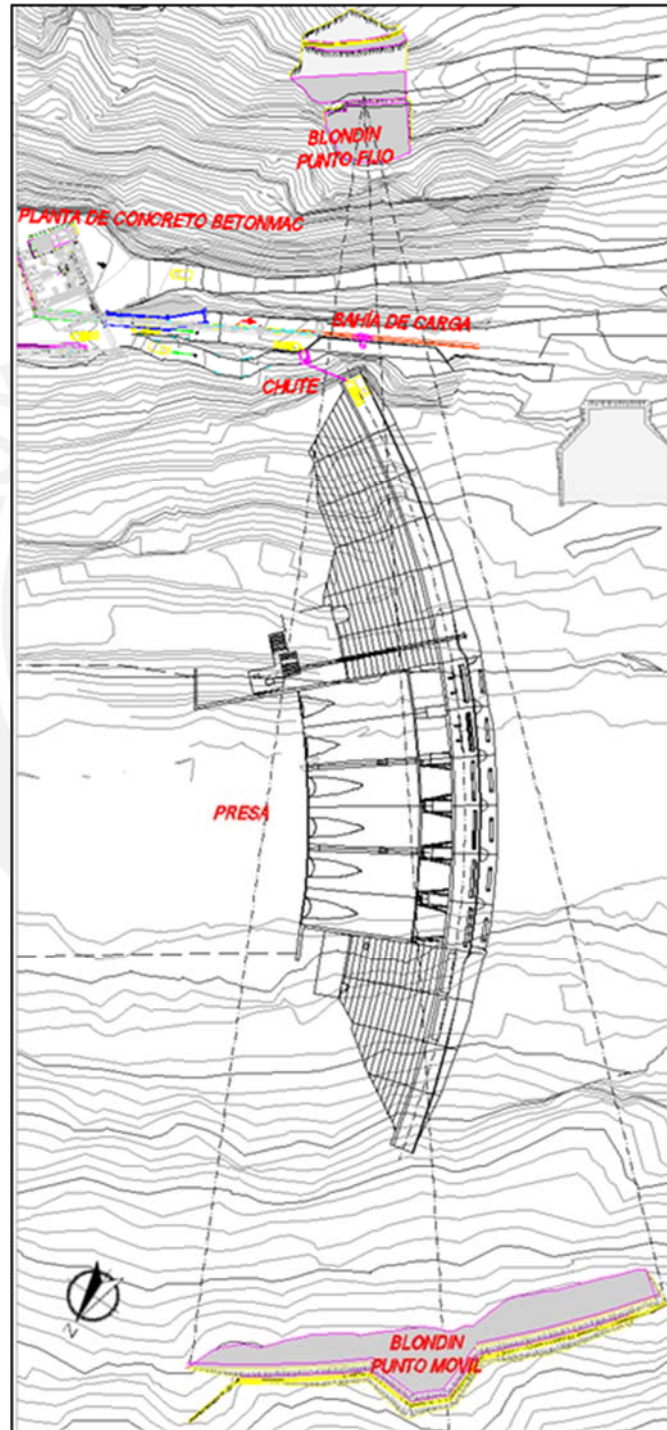 BLONDIN
PUNTO FIJO
PLANTA DE CONCRETO BETONMAC
BAHÍA DE CARGA
CHUTE
PRESA
N
BLONDIN
PUNTO MOVIL